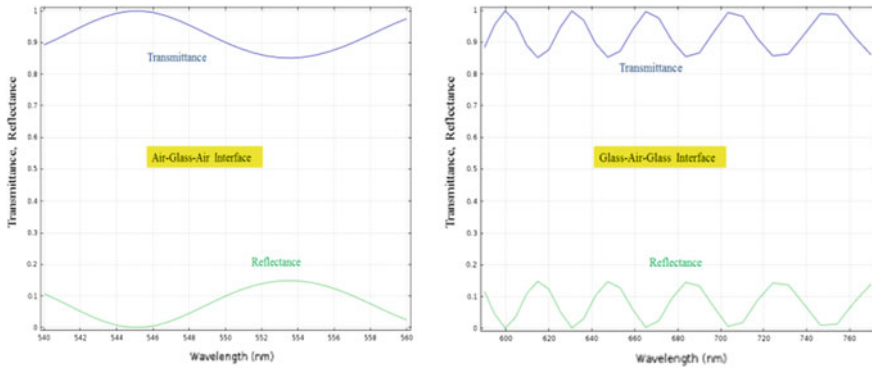 Transmittance, Reflectance
1
0.9
0.8
0.7
0.6
0.5
0.4
0.3
0.2
0.1
0
Transmittance
Air-Glass-Air Interface
Reflectance
540 542 544 546 548 550 552 554 556 558 560
Wavelength (nm)
Transmittance, Reflectance
1
0.9
0.8
0.7
0.6
0.5
0.4
0.3
0.2
0.1
0
Transmittance
Glass-Air-Glass Interface
Reflectance
600 620 640 660 680 700 720 740 760
Wavelength (nm)